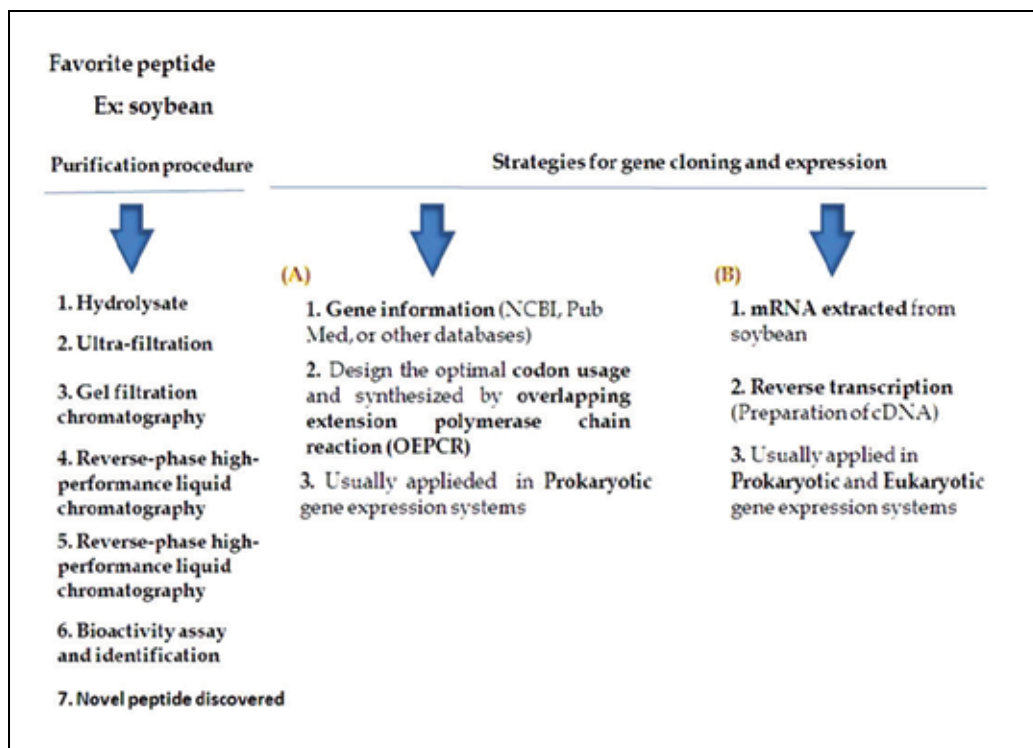 Favorite peptide
Ex: soybean
Purification procedure
1. Hydrolysate
2. Ultra-filtration
3. Gel filtration
chromatography
4. Reverse-phase high-
performance liquid
chromatography
5. Reverse-phase high-
performance liquid
chromatography
6. Bioactivity assay
and identification
7. Novel peptide discovered
Strategies for gene cloning and expression
(A)
1. Gene information (NCBI, Pub
Med, or other databases)
2. Design the optimal codon usage
and synthesized by overlapping
extension polymerase chain
reaction (OEPCR)
3. Usually applieded in Prokaryotic
gene expression systems
(B)
1. mRNA extracted from
soybean
2. Reverse transcription
(Preparation of cDNA)
3. Usually applied in
Prokaryotic and Eukaryotic
gene expression systems